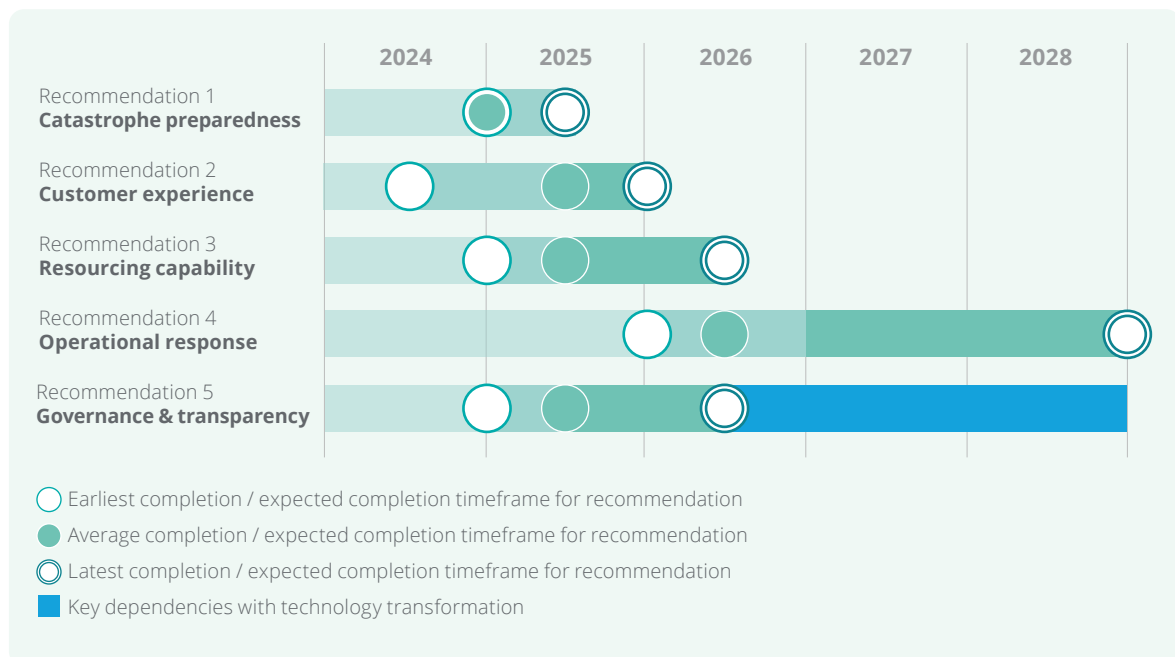 2024 2025 2026 2027 2028
Recommendation 1
Catastrophe preparedness
Recommendation 2
Customer experience
Recommendation 3
Resourcing capability
Recommendation 4
Operational response
Recommendation 5
Governance & transparency
Earliest completion / expected completion timeframe for recommendation
Average completion / expected completion timeframe for recommendation
Latest completion / expected completion timeframe for recommendation
Key dependencies with technology transformation